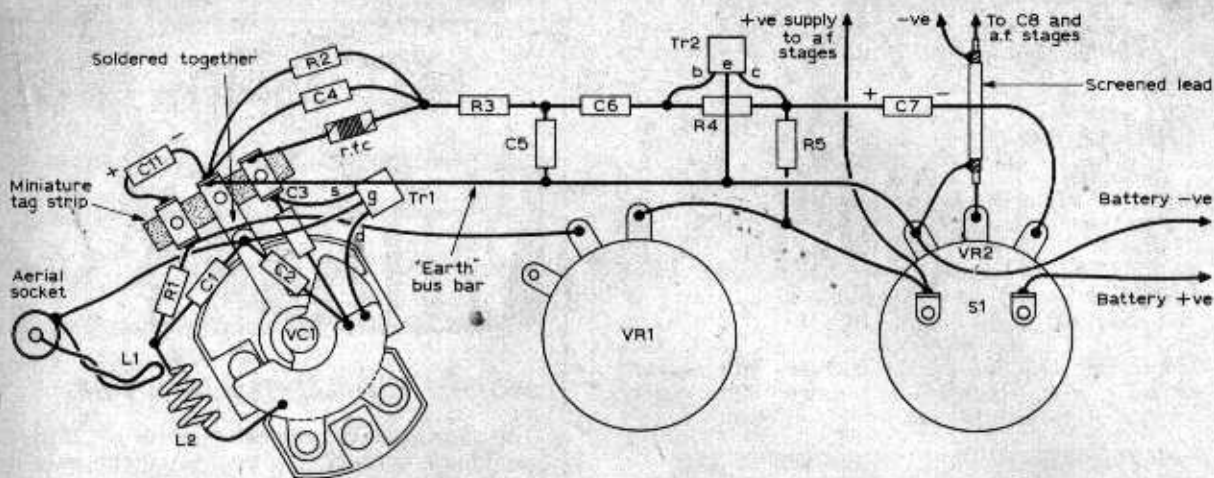 +ve supply
to a.f.
stages
-ve
To C8 and
a.f. stages
Tr2
b
e
c
R2
Soldered together
C4
R3
C6
R4
+
C7
-
Screened lead
r.f.c
C5
R5
-
C11
+
Miniature
tag strip
C3
s
g
Tr1
d
Battery -ve
"Earth"
bus bar
VR2
Aerial
socket
R1
C1
C2
VC1
VR1
S1
Battery +ve
L1
L2